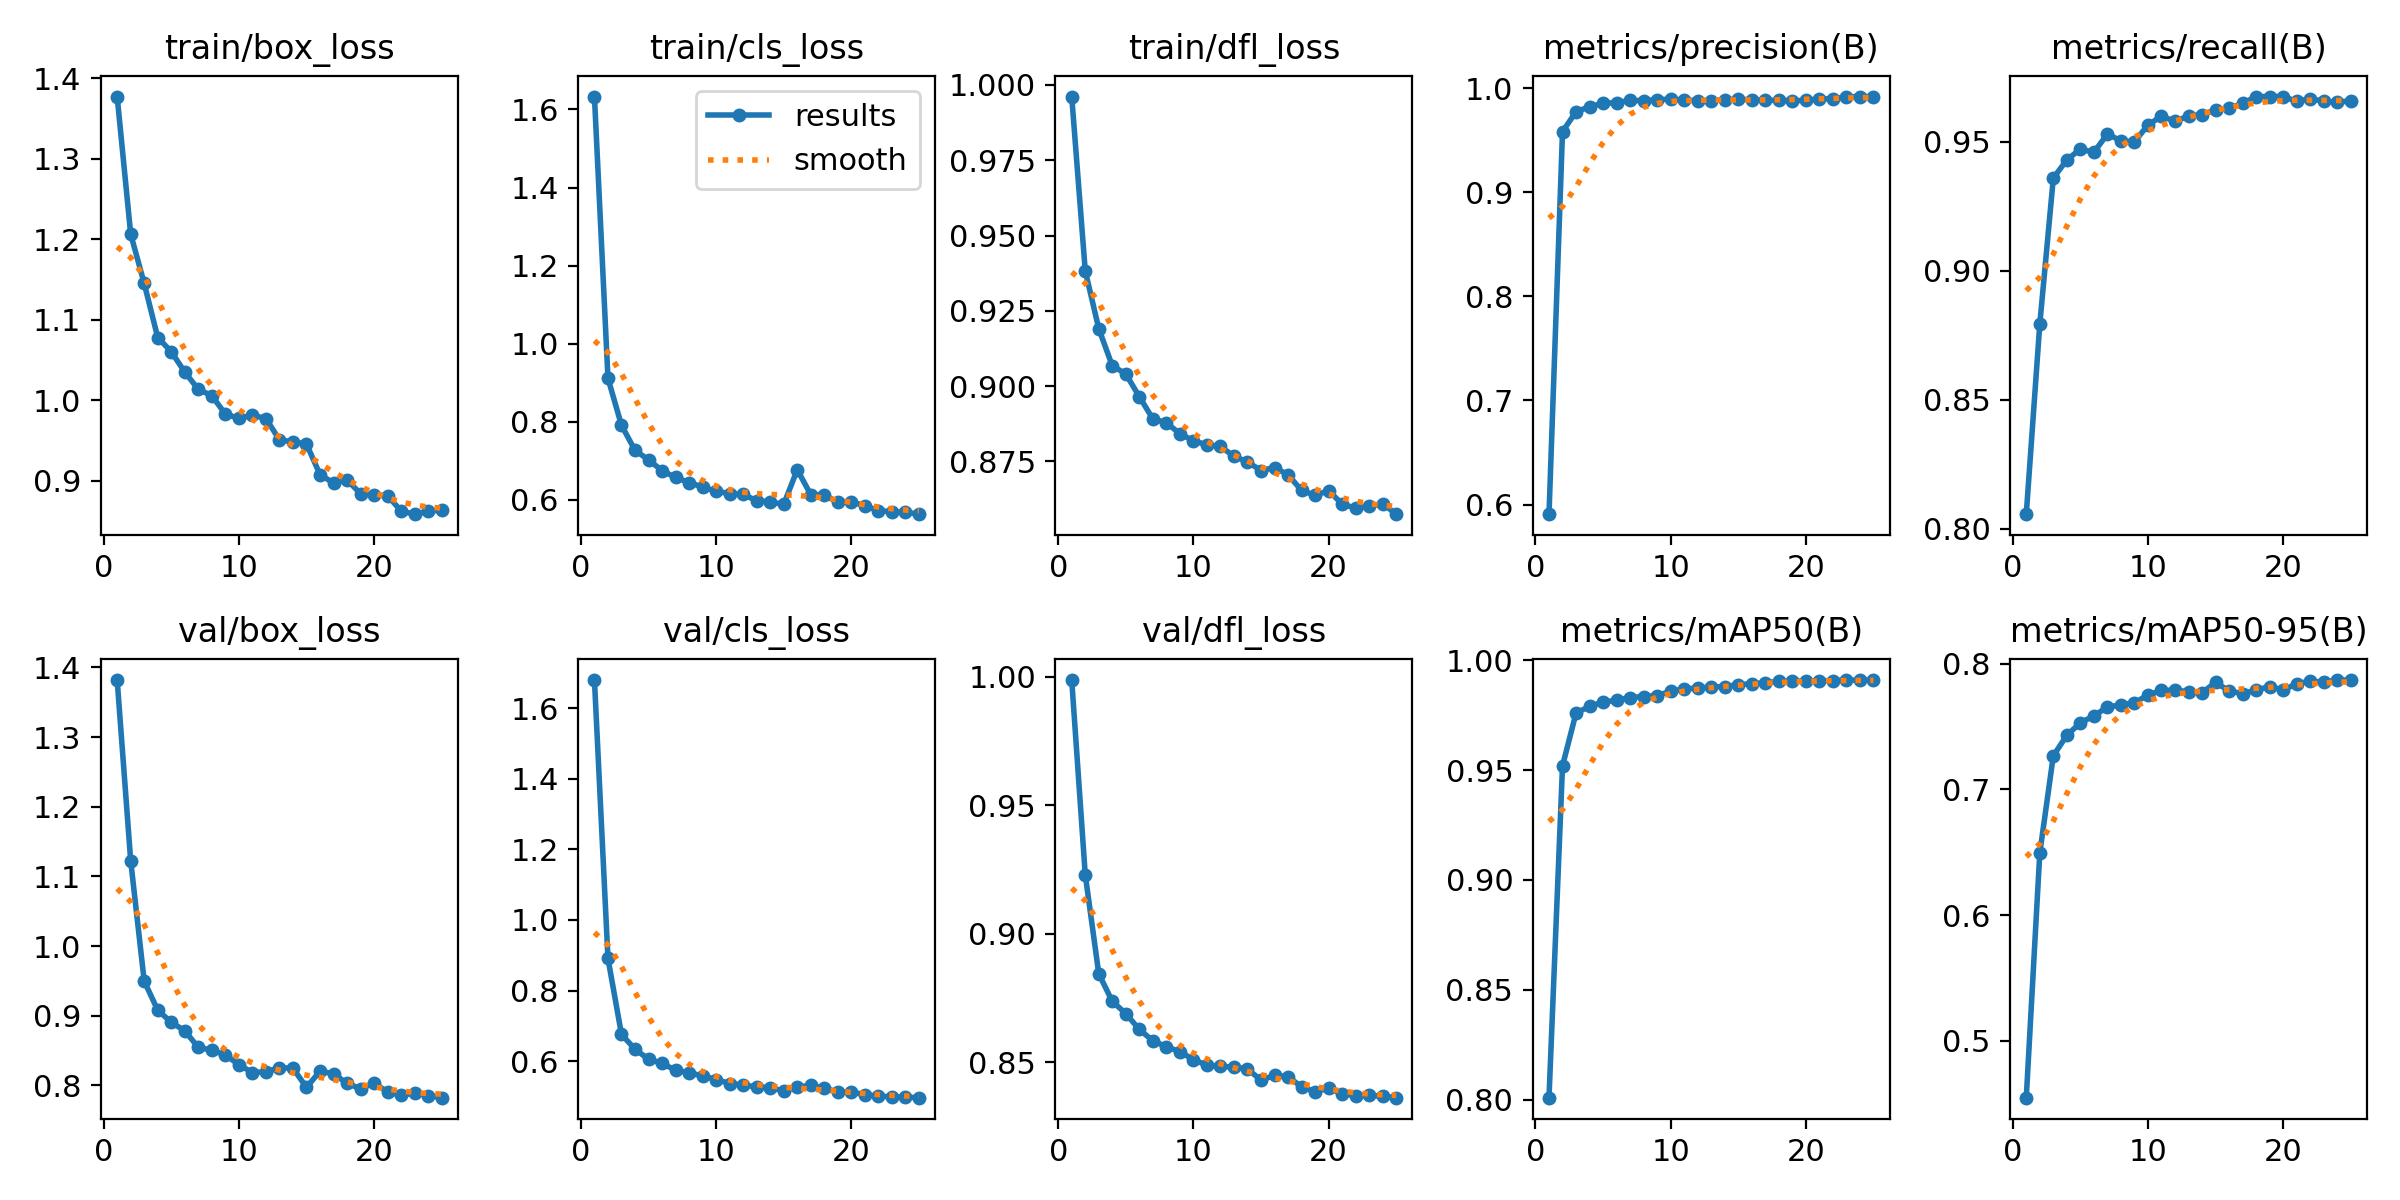 train/box_loss
1.4
1.3
1.2
1.1
1.0
0.9
0 10 20
train/cls_loss
results
smooth
1.6
1.4
1.2
1.0
0.8
0.6
0 10 20
train/dfl_loss
1.000
0.975
0.950
0.925
0.900
0.875
0 10 20
metrics/precision(B)
1.0
0.9
0.8
0.7
0.6
0 10 20
metrics/recall(B)
0.95
0.90
0.85
0.80
0 10 20
val/box_loss
1.4
1.3
1.2
1.1
1.0
0.9
0.8
0 10 20
val/cls_loss
1.6
1.4
1.2
1.0
0.8
0.6
0 10 20
val/dfl_loss
1.00
0.95
0.90
0.85
0 10 20
metrics/mAP50(B)
1.00
0.95
0.90
0.85
0.80
0 10 20
metrics/mAP50-95(B)
0.8
0.7
0.6
0.5
0 10 20